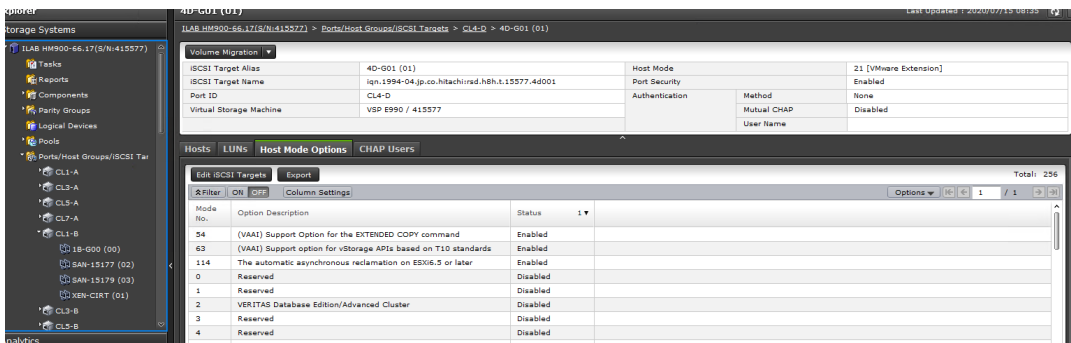 xplorer
4D-G01 (01)
Last Updated : 2020/07/15 08:35
Storage Systems
ILAB HM900-66.17(S/N:415577) > Ports/Host Groups/iSCSI Targets > CL4-D > 4D-G01 (01)
ILAB HM900-66.17(S/N:415577)
Tasks
Reports
Components
Parity Groups
Logical Devices
Pools
Ports/Host Groups/iSCSI Tar
CL1-A
CL3-A
CL5-A
CL7-A
CL1-B
1B-G00 (00)
SAN-15177 (02)
SAN-15179 (03)
XEN-CIRT (01)
CL3-B
CL5-B
nalytics
Volume Migration
iSCSI Target Alias 4D-G01 (01) Host Mode 21 [VMware Extension]
iSCSI Target Name iqn.1994-04.jp.co.hitachi:rsd.h8h.t.15577.4d001 Port Security Enabled
Port ID CL4-D Authentication Method None
Virtual Storage Machine VSP E990 / 415577 Mutual CHAP Disabled
User Name
Hosts LUNs Host Mode Options CHAP Users
Edit iSCSI Targets Export Total: 256
Filter ON OFF Column Settings Options 1 / 1
Mode No. Option Description Status 1
54 (VAAI) Support Option for the EXTENDED COPY command Enabled
63 (VAAI) Support option for vStorage APIs based on T10 standards Enabled
114 The automatic asynchronous reclamation on ESXi6.5 or later Enabled
0 Reserved Disabled
1 Reserved Disabled
2 VERITAS Database Edition/Advanced Cluster Disabled
3 Reserved Disabled
4 Reserved Disabled